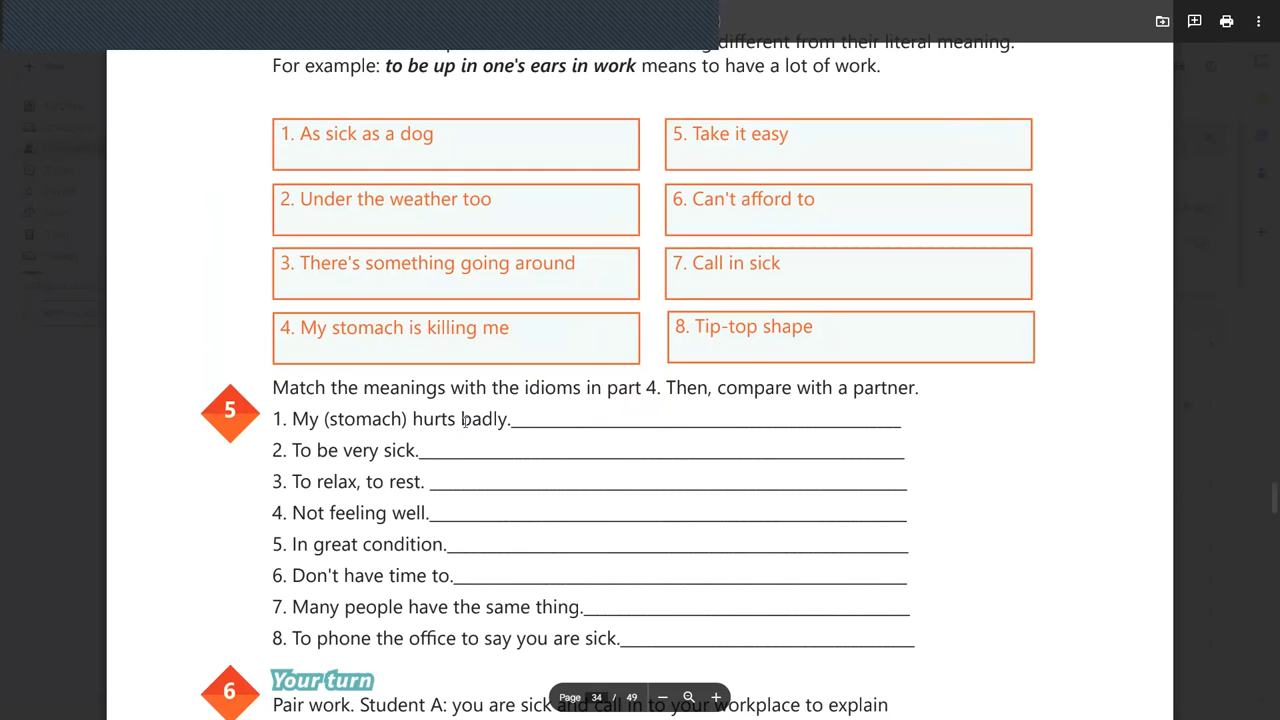 different from their literal meaning.
For example: to be up in one's ears in work means to have a lot of work.
1. As sick as a dog
5. Take it easy
2. Under the weather too
6. Can't afford to
3. There's something going around
7. Call in sick
4. My stomach is killing me
8. Tip-top shape
5
Match the meanings with the idioms in part 4. Then, compare with a partner.
1. My (stomach) hurts badly.
2. To be very sick.
3. To relax, to rest.
4. Not feeling well.
5. In great condition.
6. Don't have time to.
7. Many people have the same thing.
8. To phone the office to say you are sick.
6
Your turn
Page 34 / 49
Pair work. Student A: you are sick and call in to your workplace to explain